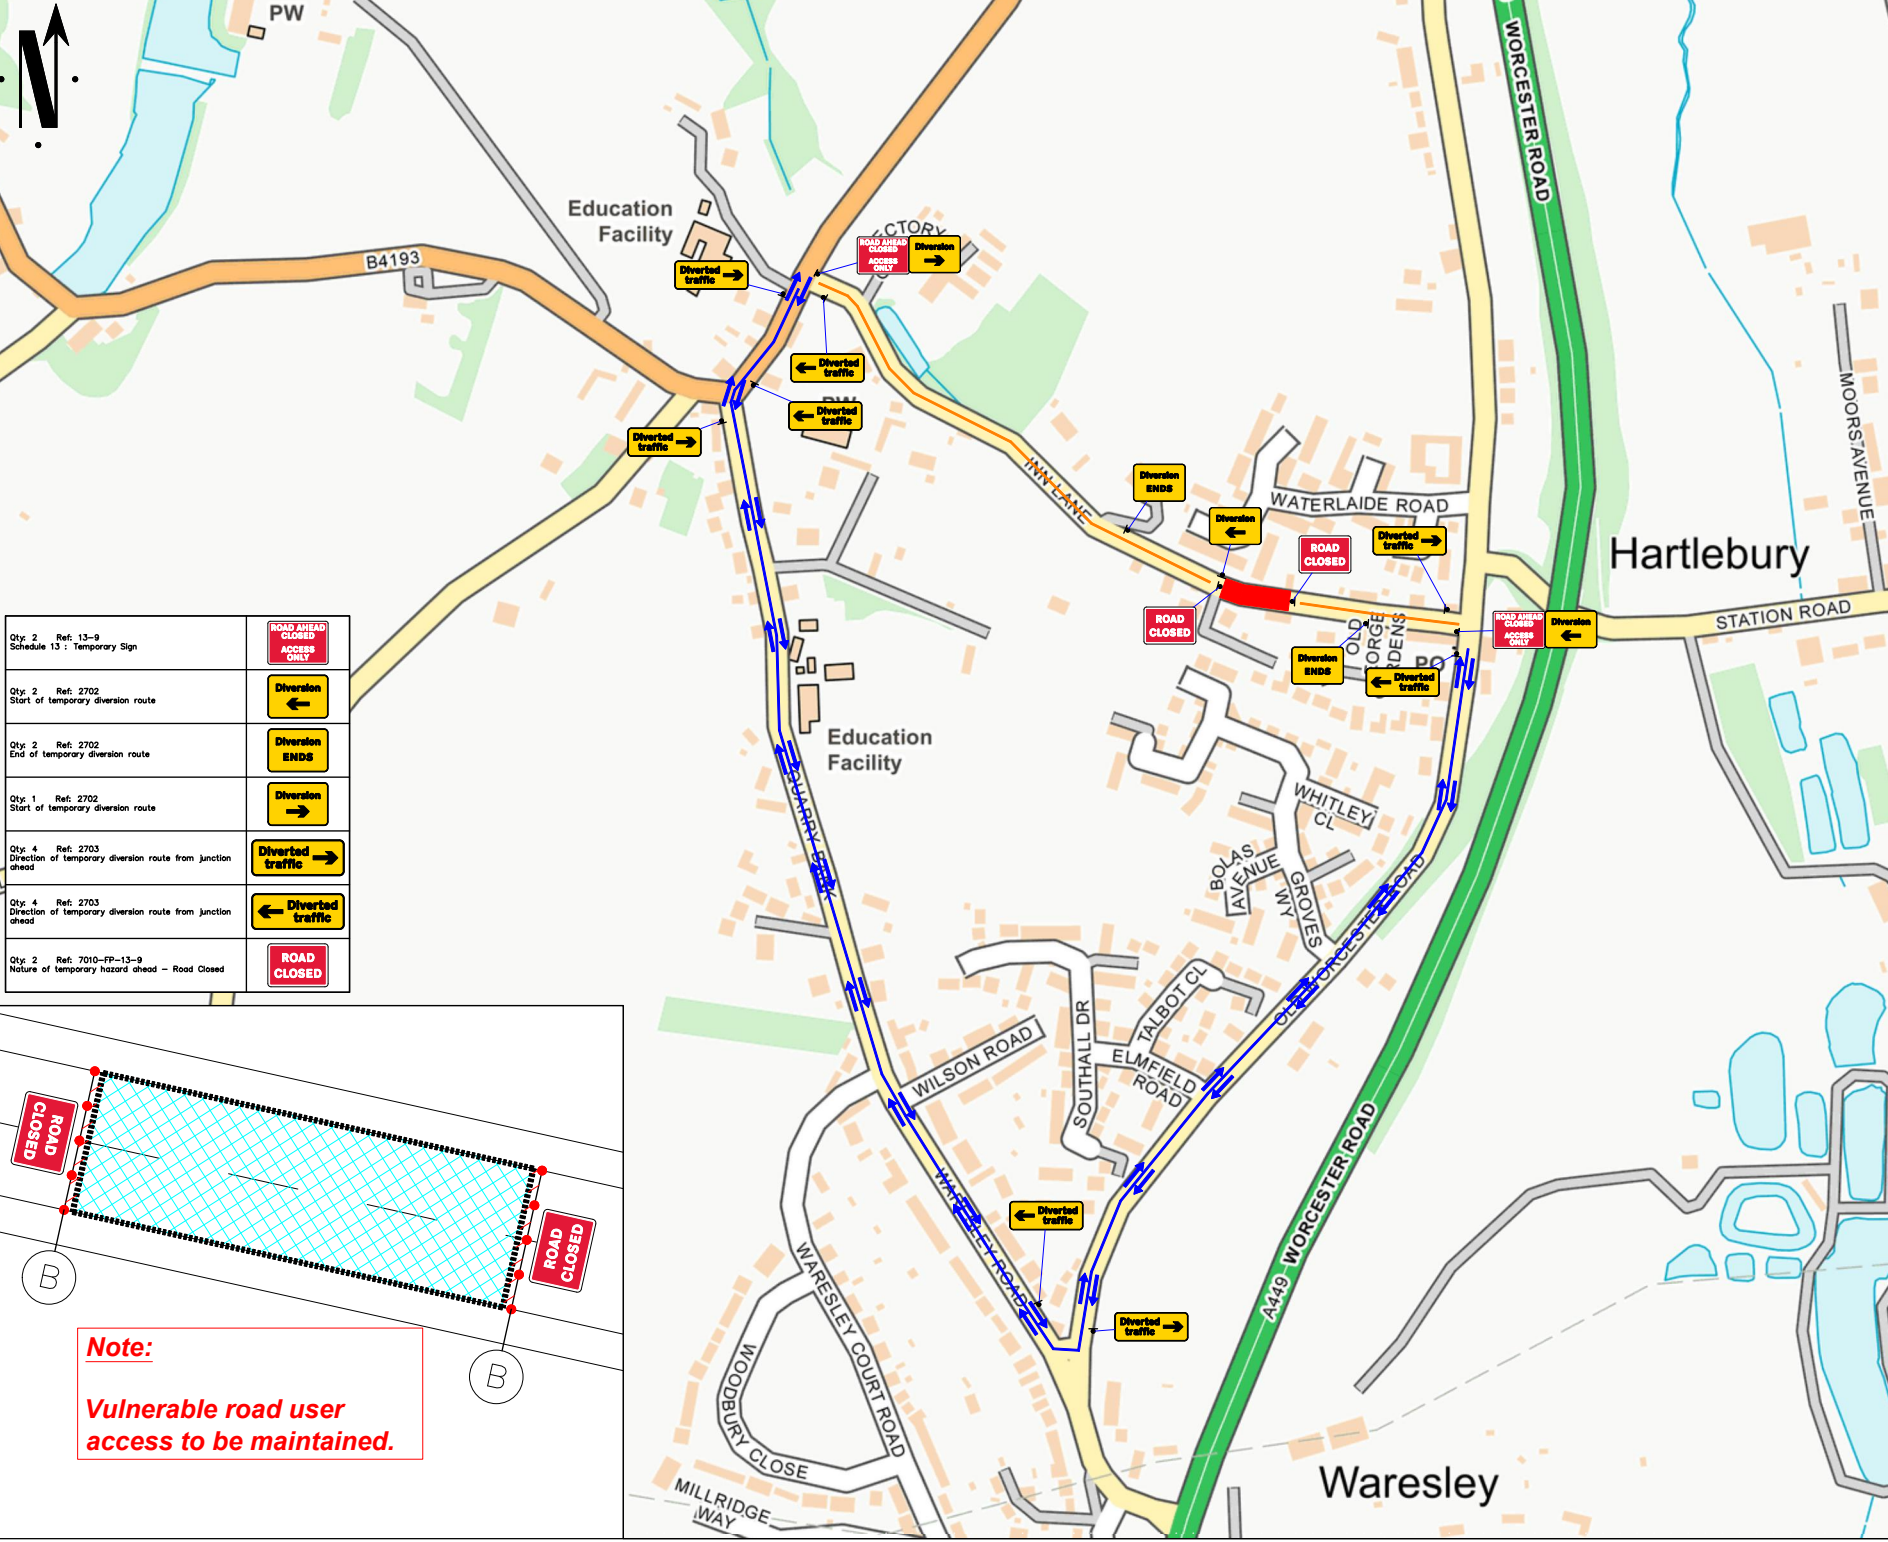 PW
N
WORCESTER ROAD
Education
Facility
B4193
ROAD AHEAD
CLOSED
ACCESS
ONLY
Diversion
Diverted
traffic
Diverted
traffic
PW
Diverted
traffic
Diverted
traffic
INN LANE
Diversion
ENDS
Diversion
WATERLAIDE ROAD
ROAD
CLOSED
Diverted
traffic
Hartlebury
MOORS AVENUE
STATION ROAD
ROAD
CLOSED
ROAD AHEAD
CLOSED
ACCESS
ONLY
Diversion
OLD
Diversion
ENDS
PO
Diverted
traffic
Education
Facility
QUARRY BANK
WHITLEY
CL
BOLAS
AVENUE
GROVES
WY
OLD WORCESTER ROAD
TALBOT CL
SOUTHALL DR
ELMFIELD
ROAD
WILSON ROAD
WARESLEY ROAD
Diverted
traffic
Diverted
traffic
A449
WORCESTER ROAD
WARESLEY COURT ROAD
WOODBURY CLOSE
MILLRIDGE
WAY
Waresley
Qty: 2 Ref: 13-9
Schedule 13 : Temporary Sign
ROAD AHEAD
CLOSED
ACCESS
ONLY
Qty: 2 Ref: 2702
Start of temporary diversion route
Diversion
Qty: 2 Ref: 2702
End of temporary diversion route
Diversion
ENDS
Qty: 1 Ref: 2702
Start of temporary diversion route
Diversion
Qty: 4 Ref: 2703
Direction of temporary diversion route from junction
ahead
Diverted
traffic
Qty: 4 Ref: 2703
Direction of temporary diversion route from junction
ahead
Diverted
traffic
Qty: 2 Ref: 7010-FP-13-9
Nature of temporary hazard ahead - Road Closed
ROAD
CLOSED
ROAD
CLOSED
ROAD
CLOSED
B
B
Note:
Vulnerable road user
access to be maintained.